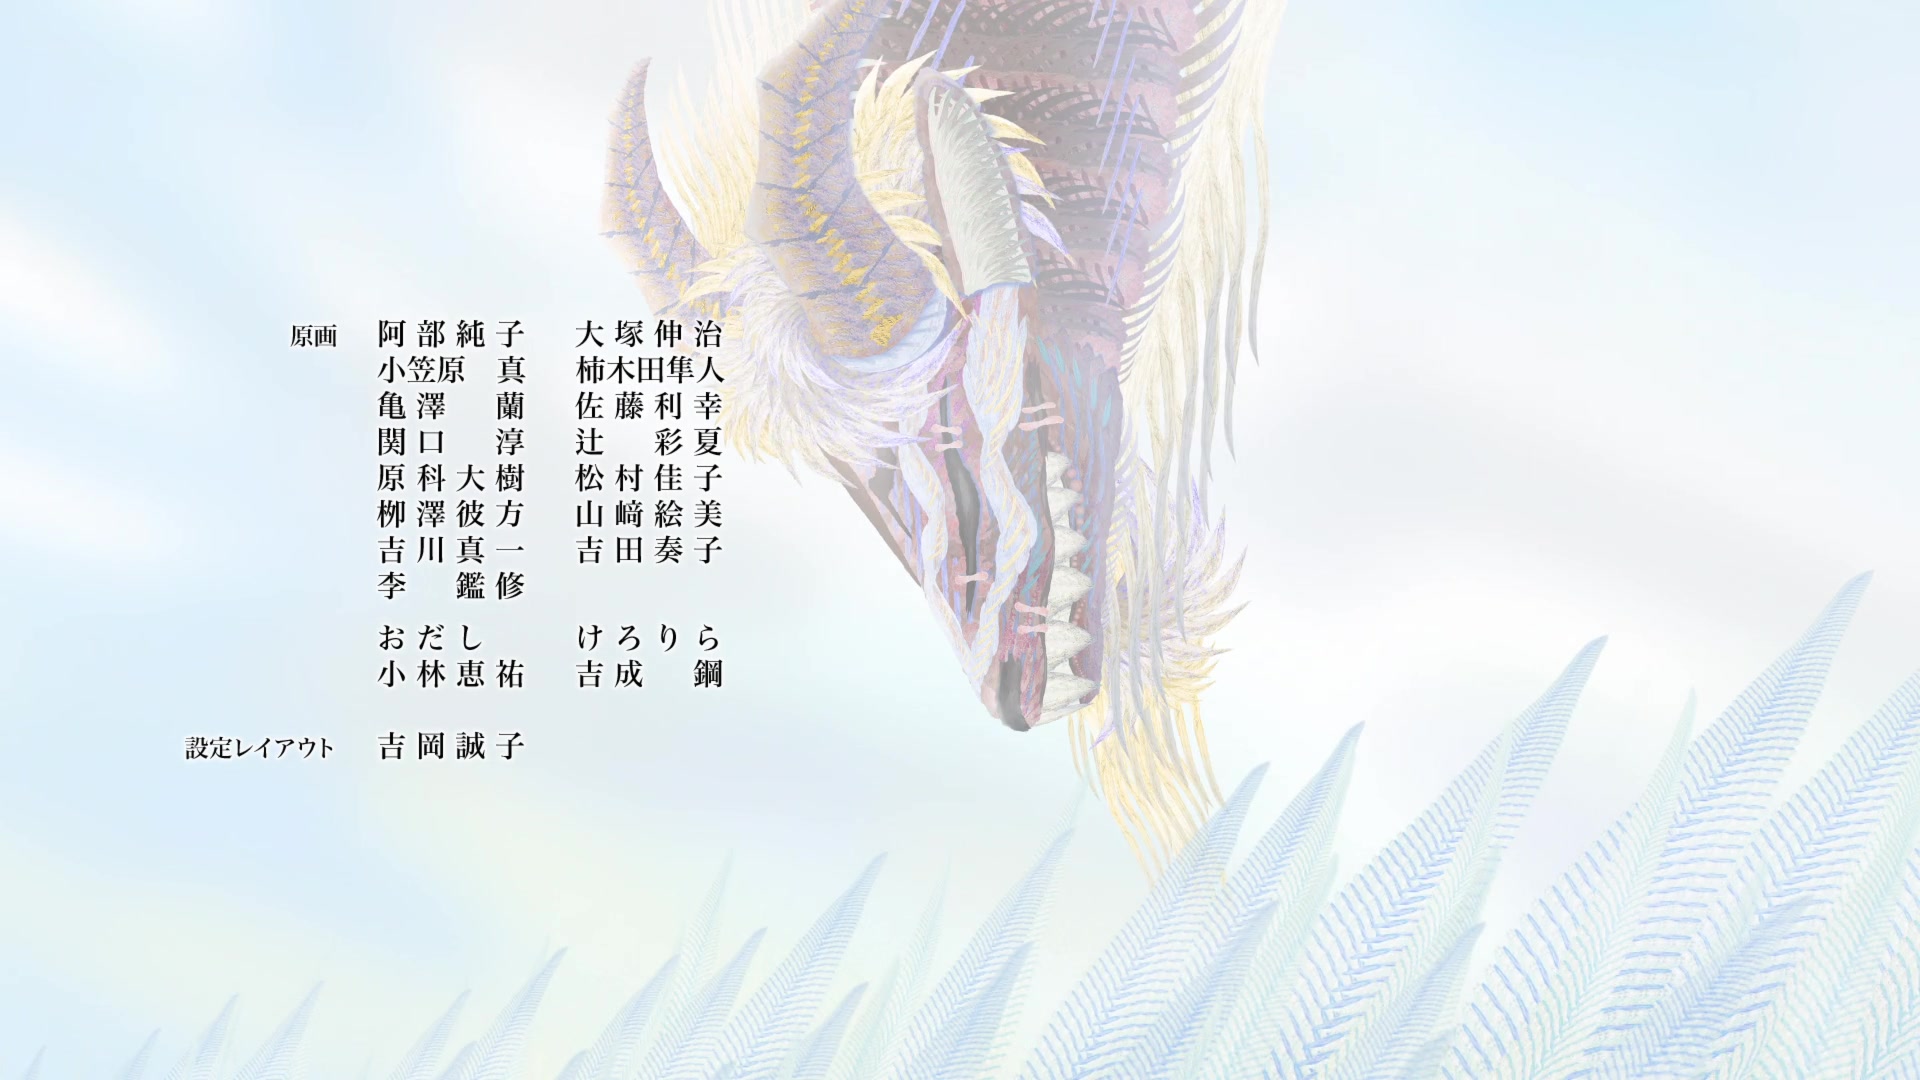 原画 阿部純子 大塚伸治
小笠原 真 柿木田隼人
亀澤 蘭 佐藤利幸
関口 淳 辻 彩夏
原科大樹 松村佳子
栁澤彼方 山﨑絵美
吉川真一 吉田奏子
李 鑑修
おだし けろりら
小林恵祐 吉成 鋼
設定レイアウト 吉岡誠子